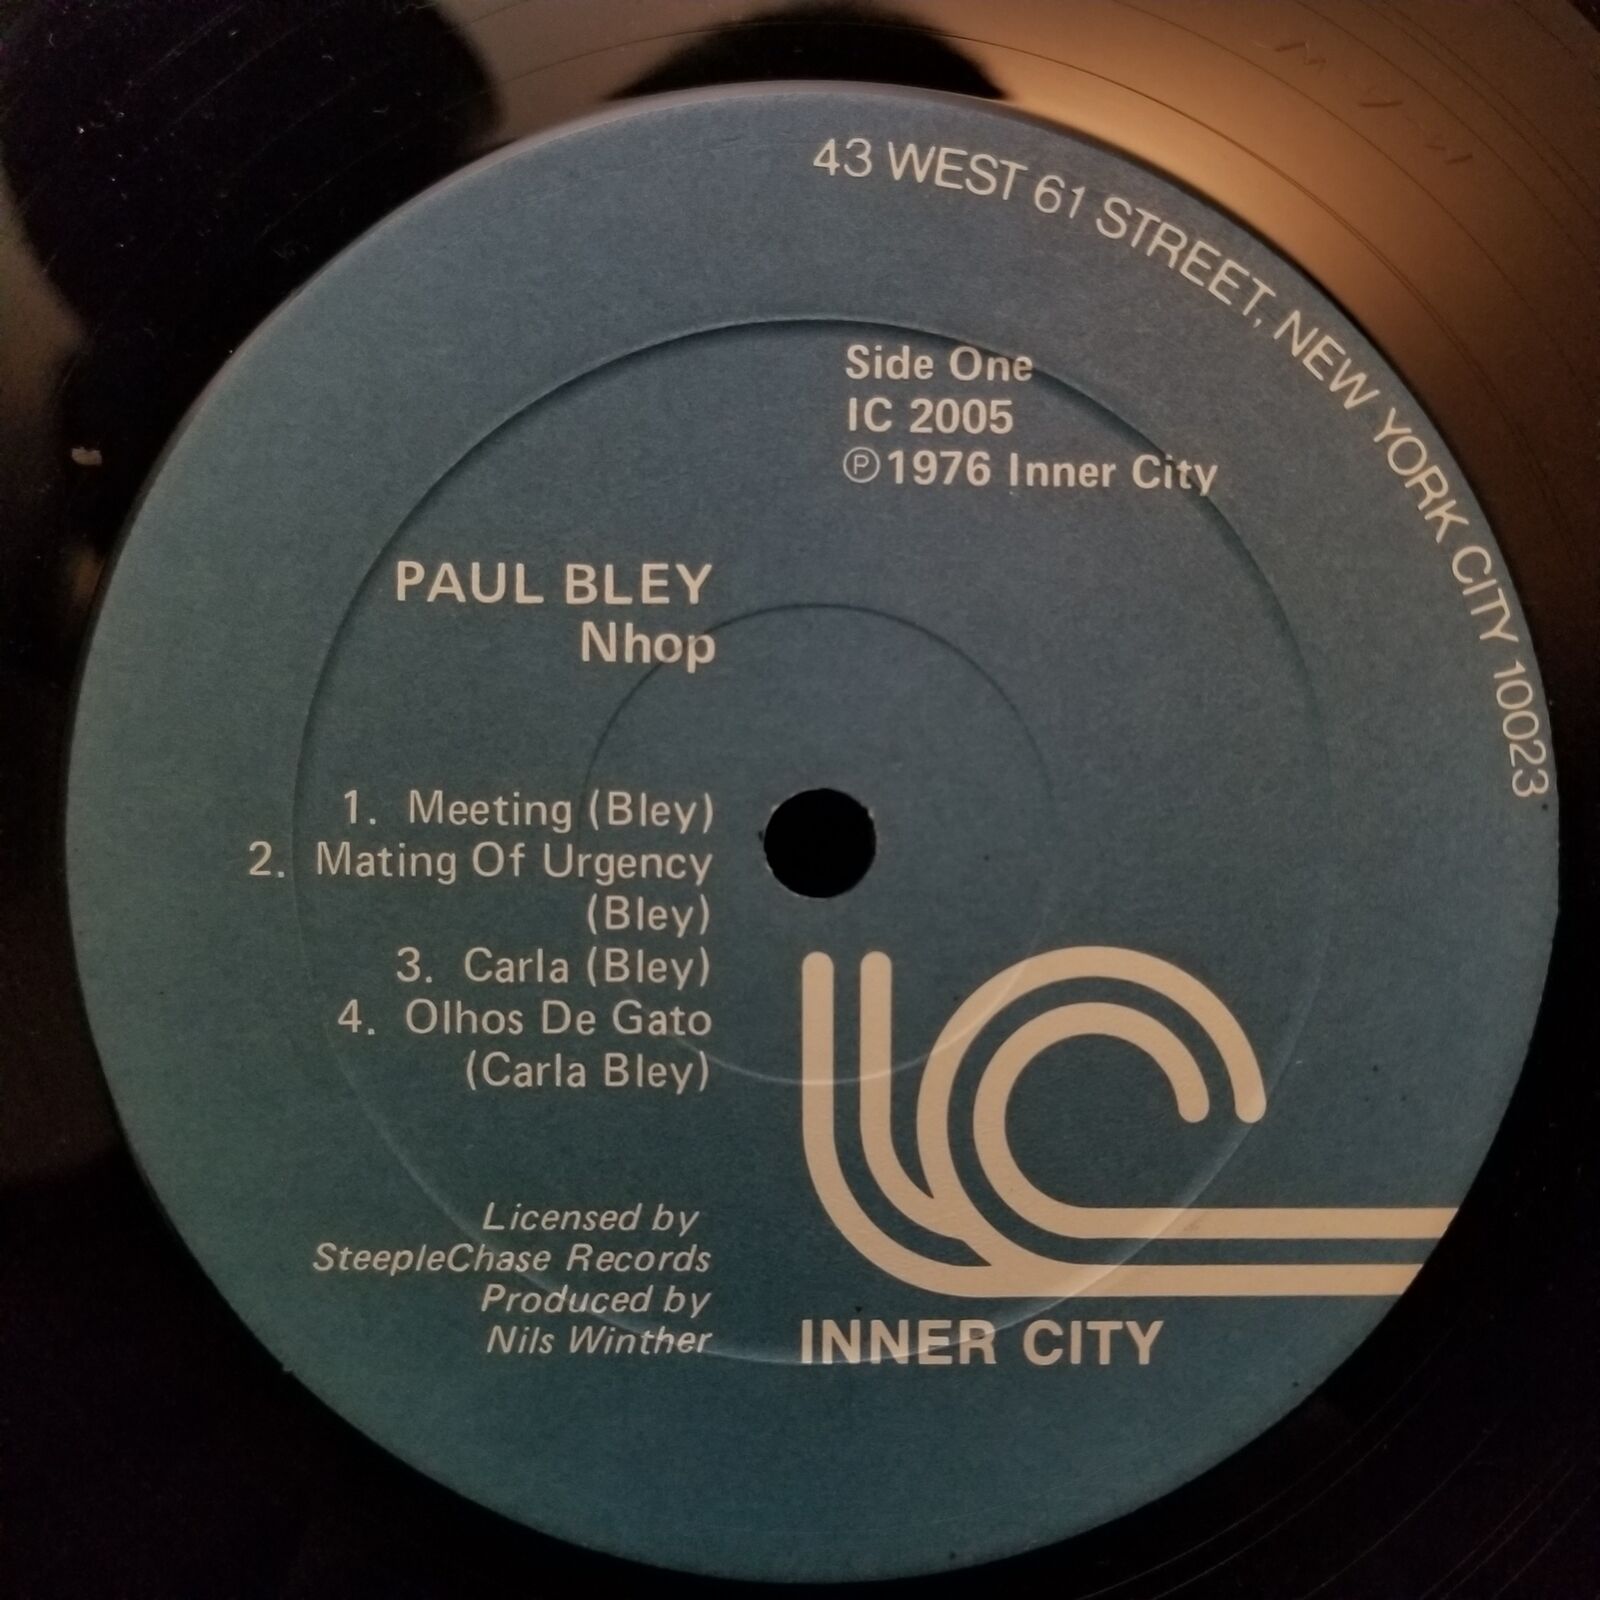 43 WEST 61 STREET, NEW YORK CITY 10023
Side One
IC 2005
℗1976 Inner City
PAUL BLEY
Nhop
1. Meeting (Bley)
2. Mating Of Urgency
(Bley)
3. Carla (Bley)
4. Olhos De Gato
(Carla Bley)
Licensed by
SteepleChase Records
Produced by
Nils Winther
IC
INNER CITY